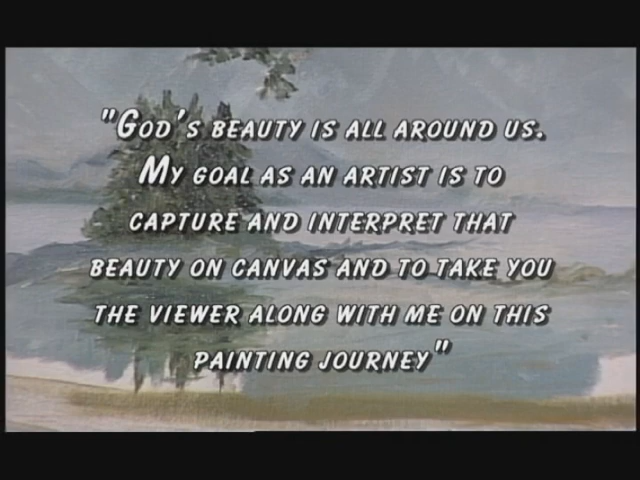 "God's beauty is all around us.
My goal as an artist is to
capture and interpret that
beauty on canvas and to take you
the viewer along with me on this
painting journey"